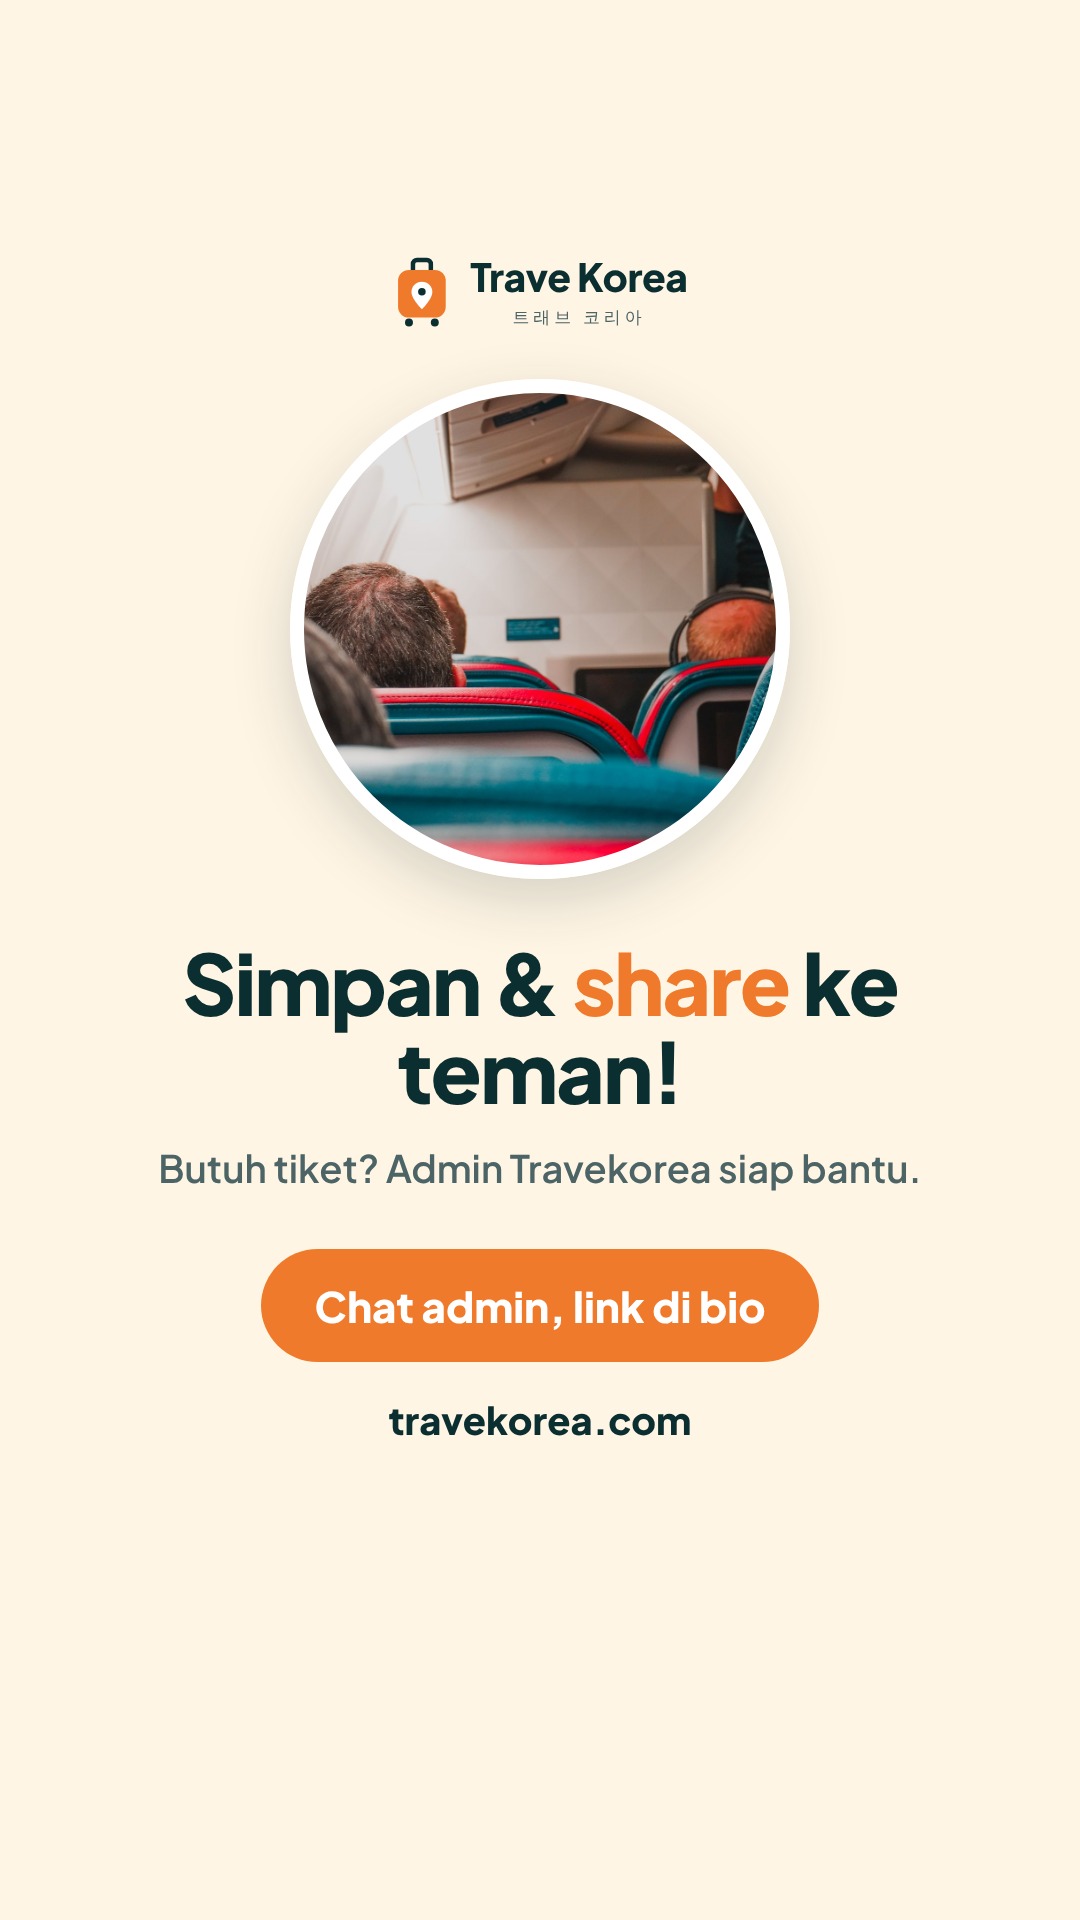 Trave Korea
트래브 코리아
Simpan & share ke
teman!
Butuh tiket? Admin Travekorea siap bantu.
Chat admin, link di bio
travekorea.com